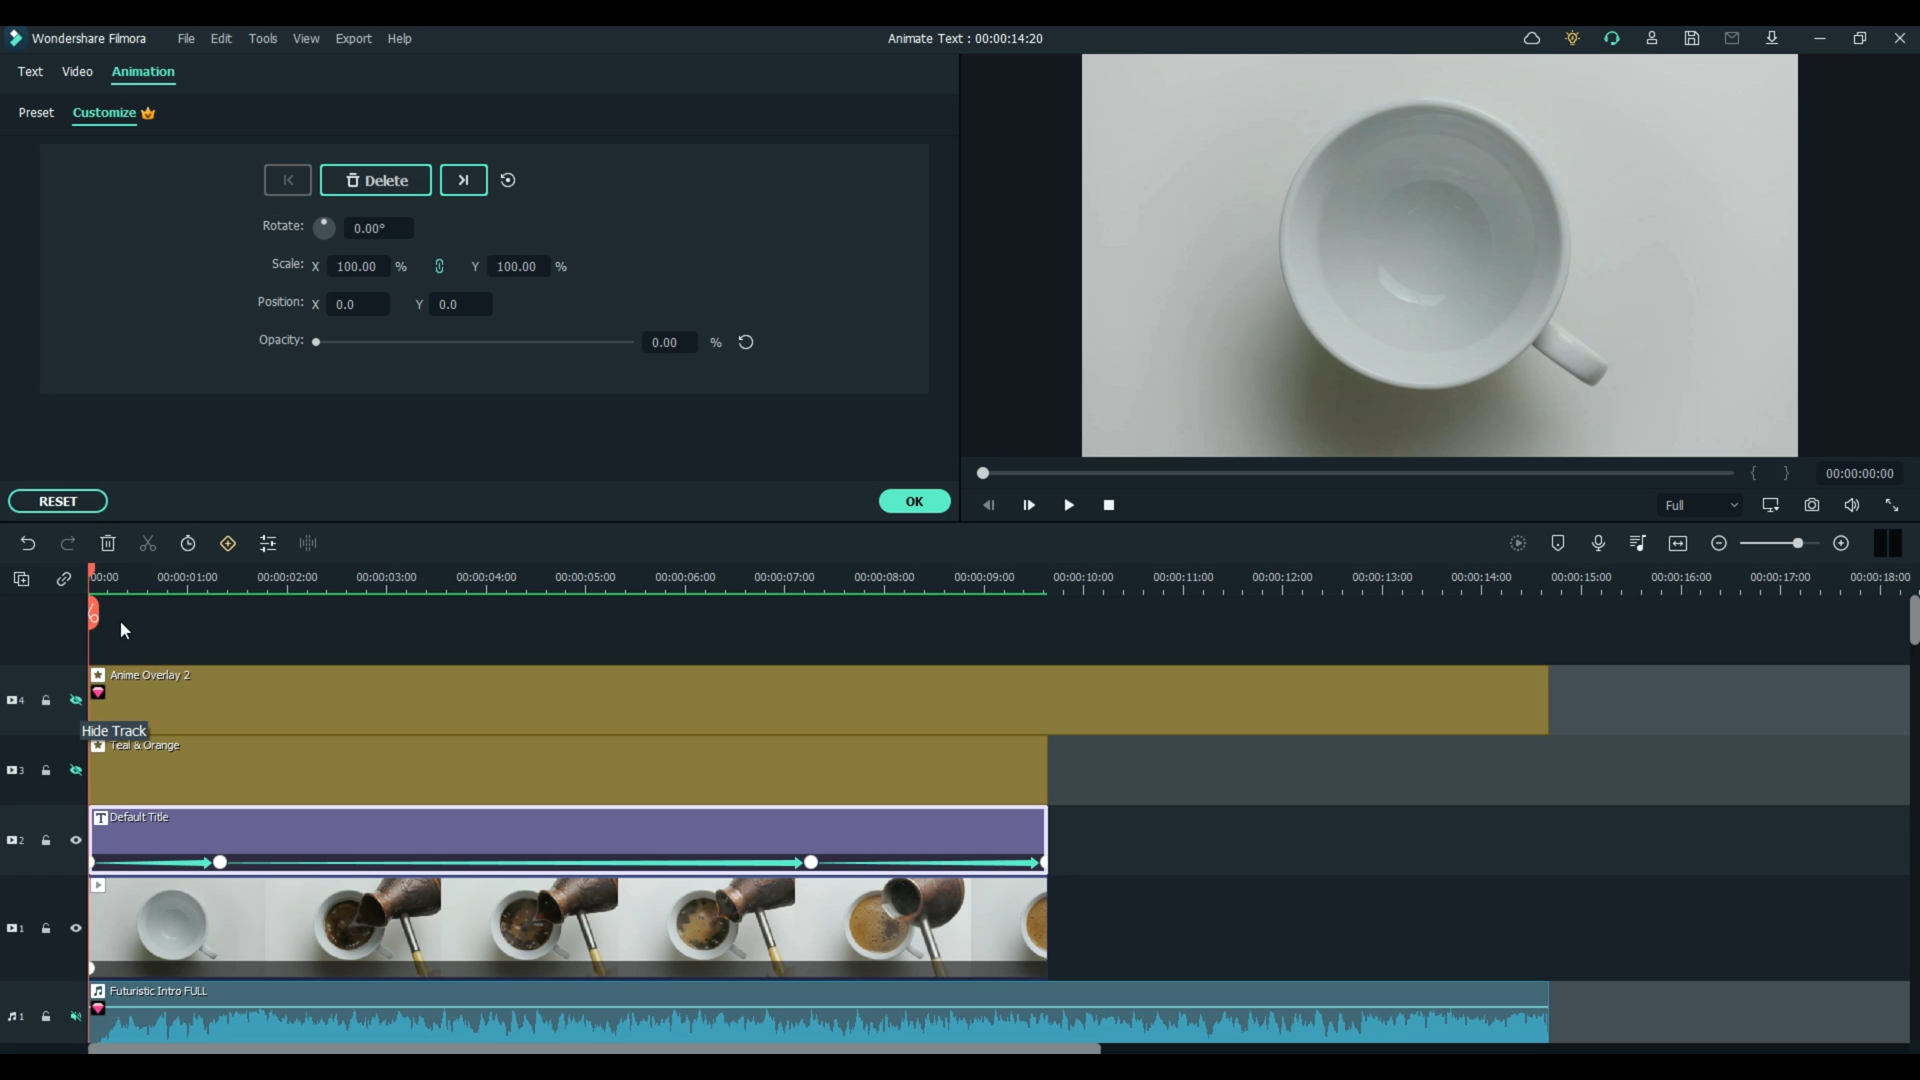 Wondershare Filmora File Edit Tools View Export Help Animate Text : 00:00:14:20
Text Video Animation
Preset Customize
Delete
Rotate: 0.00°
Scale: X 100.00 % Y 100.00 %
Position: X 0.0 Y 0.0
Opacity: 0.00 %
RESET OK
{ } 00:00:00:00
Full
00:00 00:00:01:00 00:00:02:00 00:00:03:00 00:00:04:00 00:00:05:00 00:00:06:00 00:00:07:00 00:00:08:00 00:00:09:00 00:00:10:00 00:00:11:00 00:00:12:00 00:00:13:00 00:00:14:00 00:00:15:00 00:00:16:00 00:00:17:00 00:00:18:00
Anime Overlay 2
4
Hide Track
Teal & Orange
3
T Default Title
2
1
Futuristic Intro FULL
1